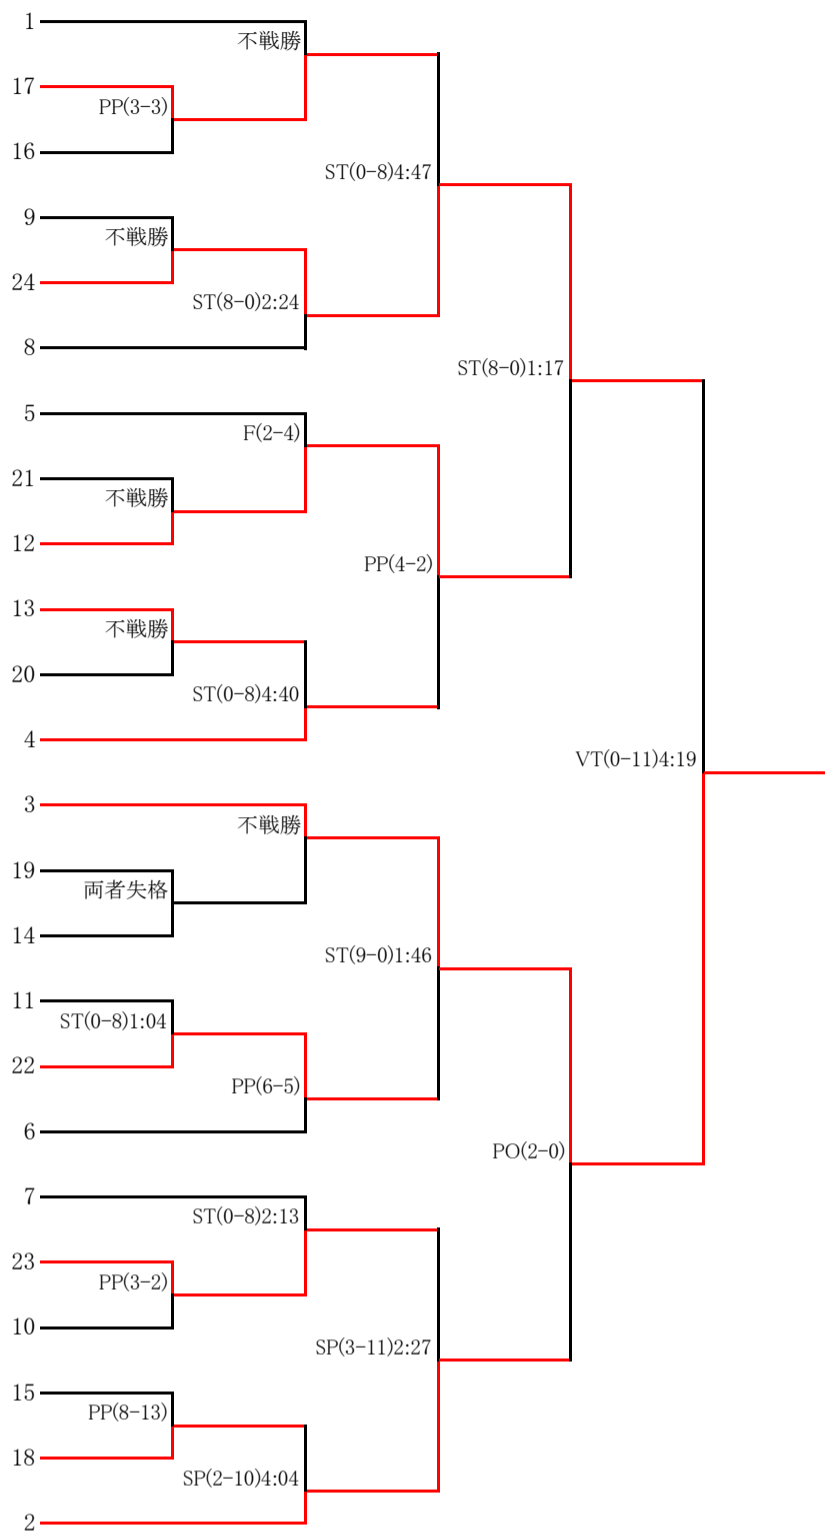 1
不戦勝
17
PP(3-3)
16
ST(0-8)4:47
9
不戦勝
24
ST(8-0)2:24
8
ST(8-0)1:17
5
F(2-4)
21
不戦勝
12
PP(4-2)
13
不戦勝
20
ST(0-8)4:40
4
VT(0-11)4:19
3
不戦勝
19
両者失格
14
ST(9-0)1:46
11
ST(0-8)1:04
22
PP(6-5)
6
PO(2-0)
7
ST(0-8)2:13
23
PP(3-2)
10
SP(3-11)2:27
15
PP(8-13)
18
SP(2-10)4:04
2